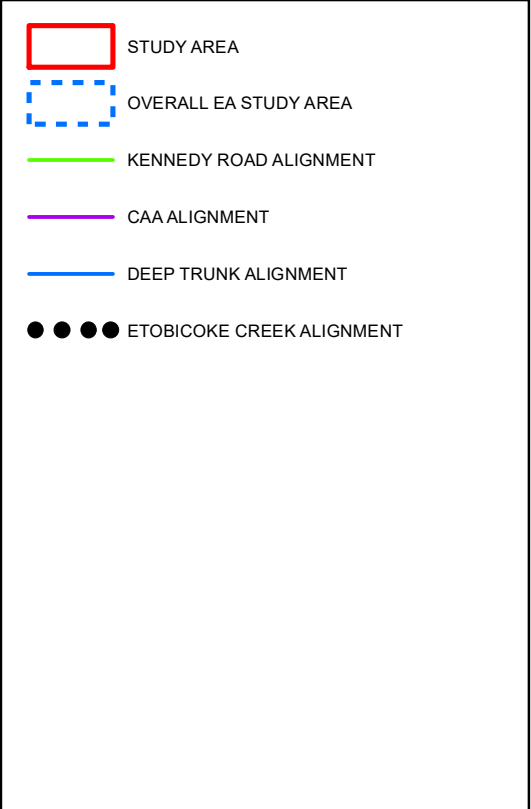 STUDY AREA
OVERALL EA STUDY AREA
KENNEDY ROAD ALIGNMENT
CAA ALIGNMENT
DEEP TRUNK ALIGNMENT
ETOBICOKE CREEK ALIGNMENT